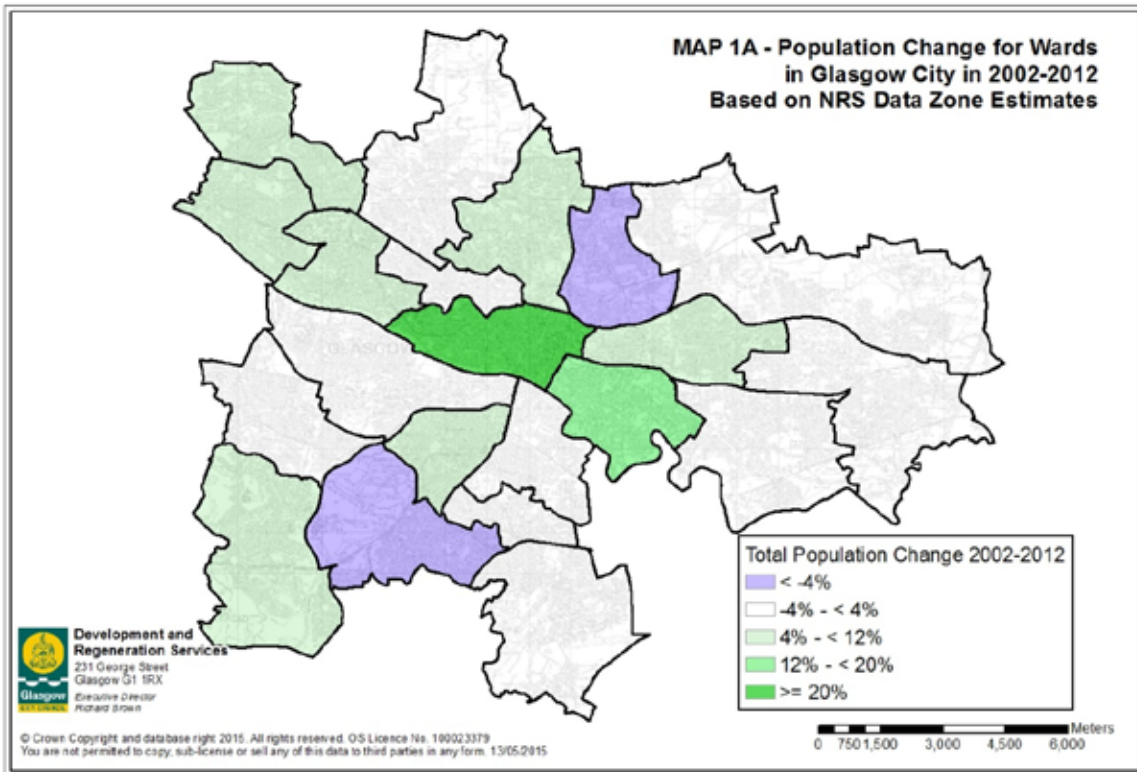 MAP 1A - Population Change for Wards
in Glasgow City in 2002-2012
Based on NRS Data Zone Estimates
GLASGOW
Total Population Change 2002-2012
< -4%
-4% - < 4%
4% - < 12%
12% - < 20%
>= 20%
Development and
Regeneration Services
231 George Street
Glasgow G1 1RX
Executive Director
Richard Brown
Glasgow
CITY COUNCIL
Meters
0 750 1,500 3,000 4,500 6,000
© Crown Copyright and database right 2015. All rights reserved. OS Licence No. 100023379
You are not permitted to copy, sub-license or sell any of this data to third parties in any form. 13/05/2015